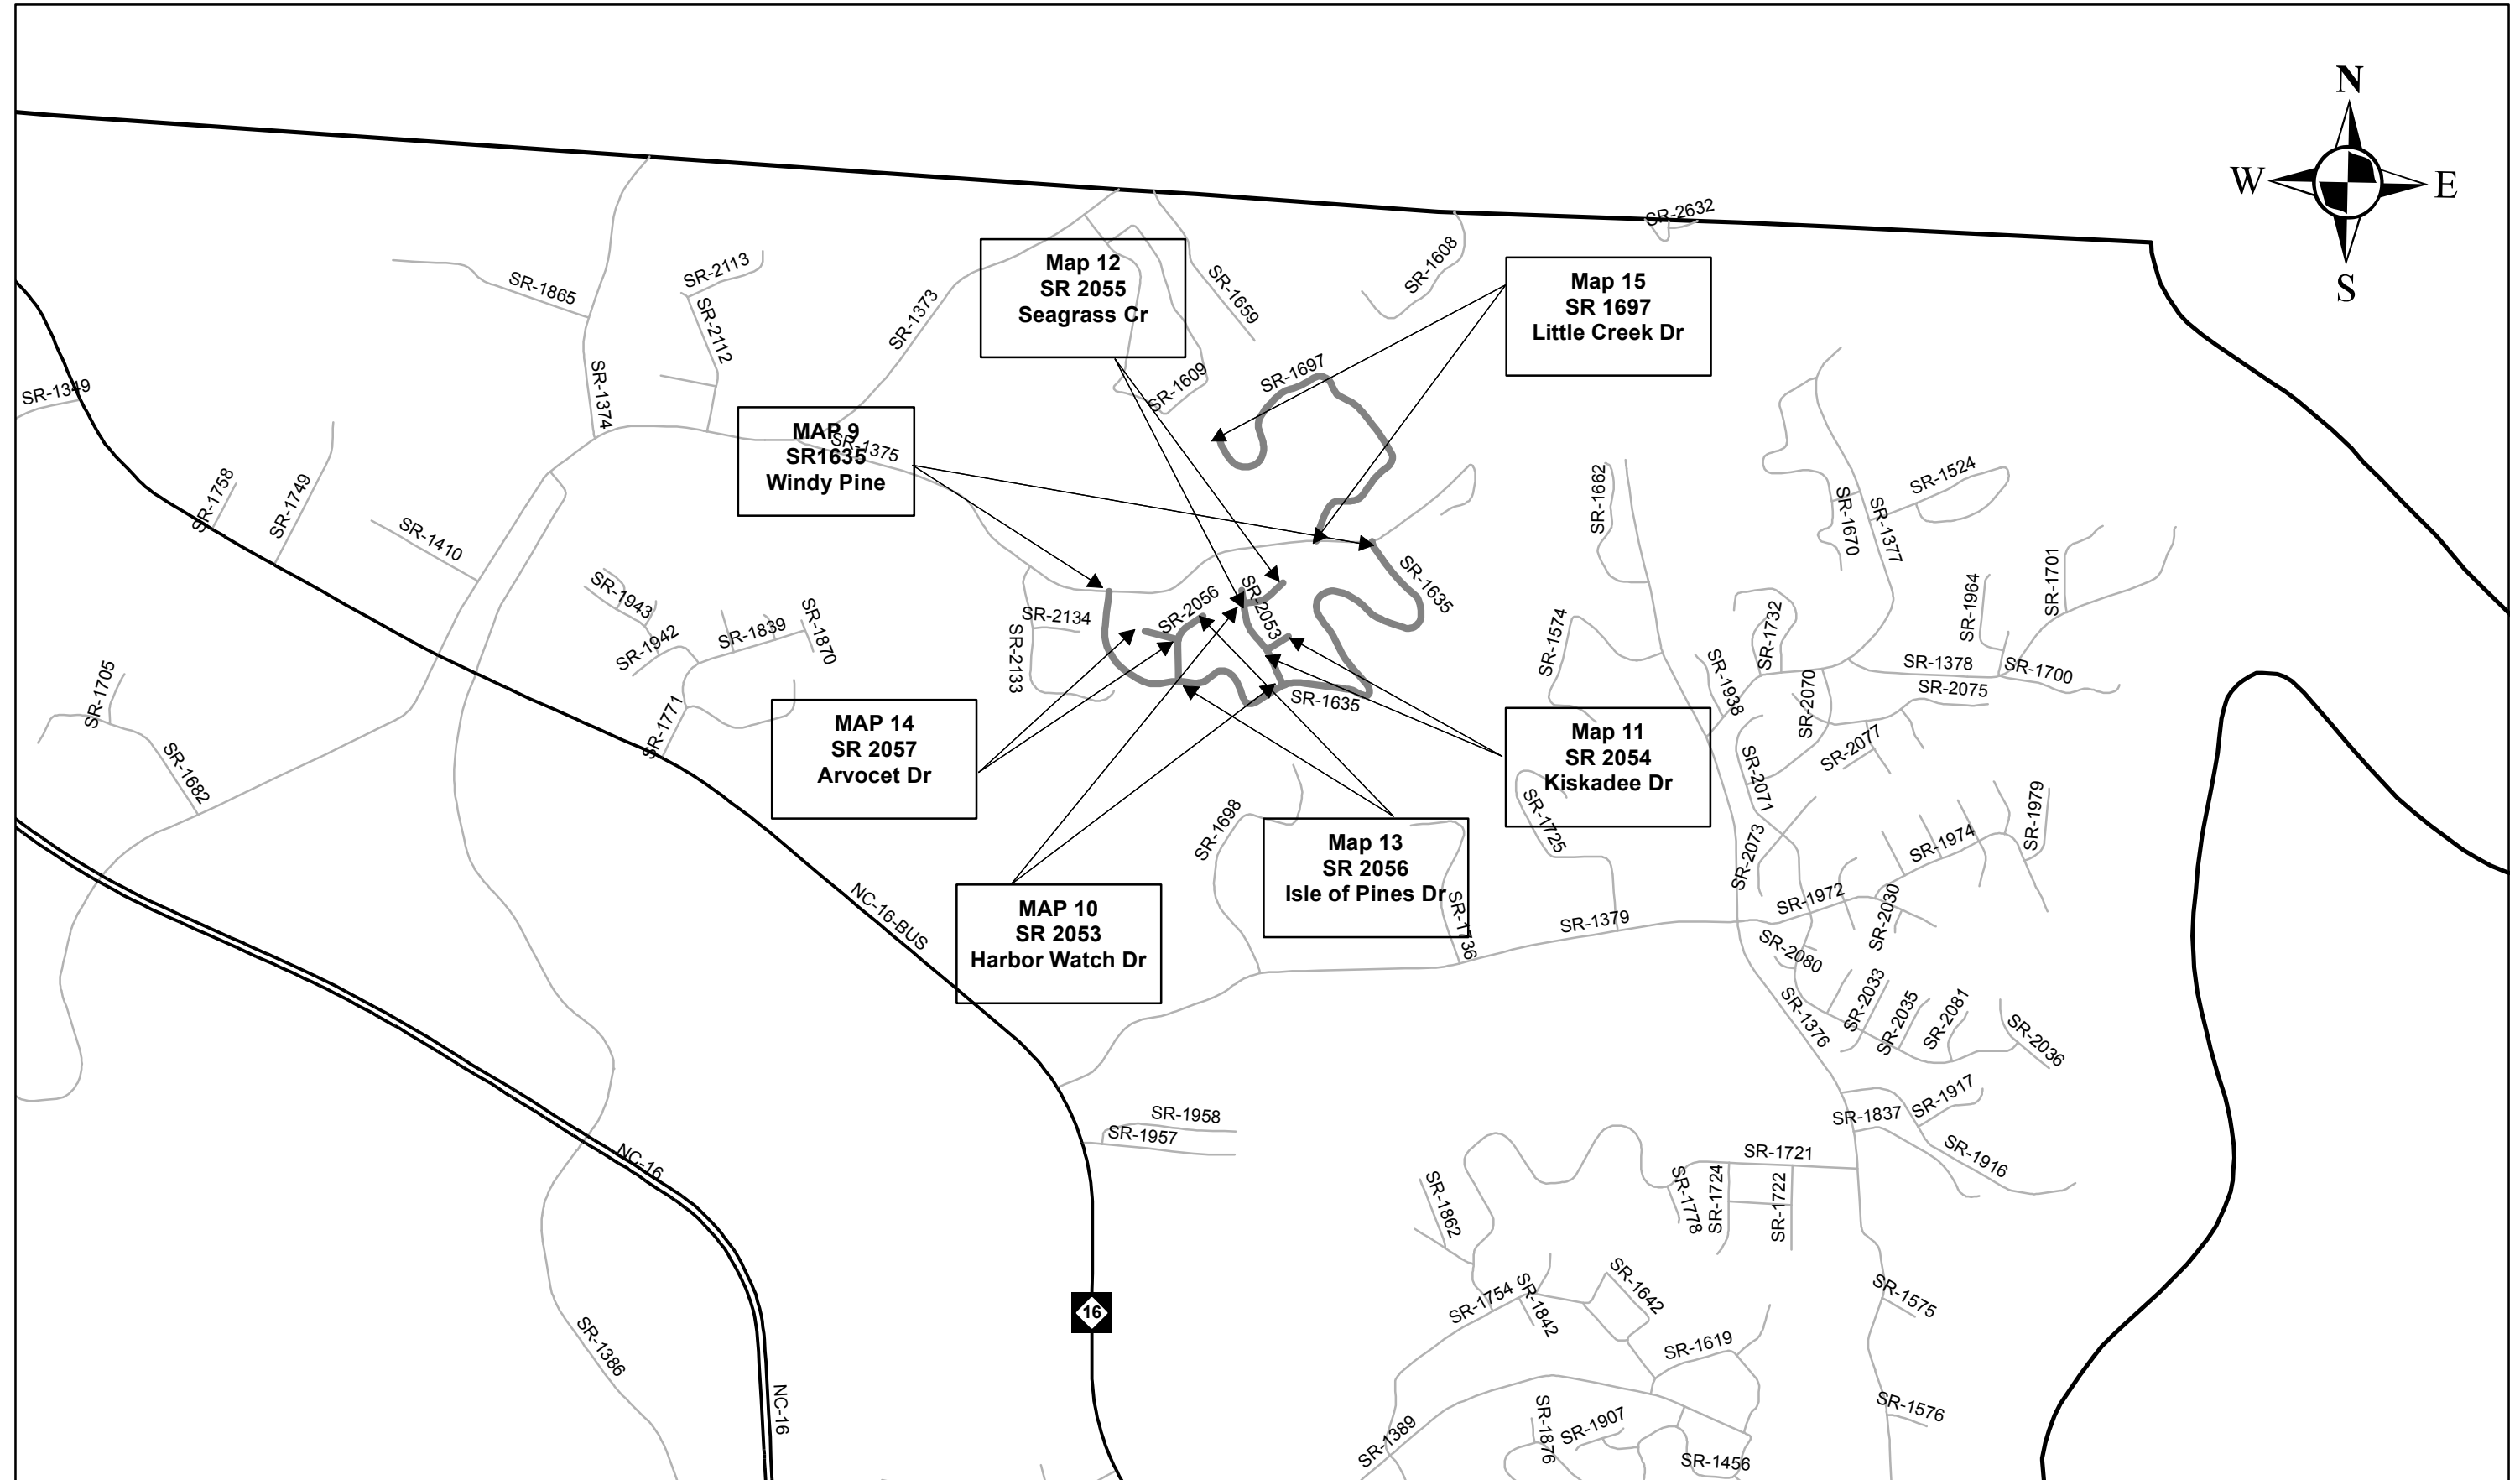 N
W
E
S
SR-2632
SR-1608
SR-2113
SR-1865
SR-2112
SR-1373
SR-1659
Map 12
SR 2055
Seagrass Cr
Map 15
SR 1697
Little Creek Dr
SR-1349
SR-1374
SR-1609
SR-1697
MAP 9
SR1635
Windy Pine
SR-1375
SR-1758
SR-1749
SR-1410
SR-1662
SR-1524
SR-1670
SR-1377
SR-1943
SR-1942
SR-1839
SR-1870
SR-2134
SR-2133
SR-2056
SR-2053
SR-1635
SR-1635
SR-1574
SR-1732
SR-1964
SR-1701
SR-1378
SR-1700
SR-2075
SR-1938
SR-2070
SR-2077
SR-1705
SR-1682
SR-1771
MAP 14
SR 2057
Arvocet Dr
Map 11
SR 2054
Kiskadee Dr
SR-2071
SR-1725
SR-1698
SR-2073
SR-1974
SR-1979
Map 13
SR 2056
Isle of Pines Dr
SR-1736
MAP 10
SR 2053
Harbor Watch Dr
NC-16-BUS
SR-1379
SR-1972
SR-2030
SR-2080
SR-1376
SR-2033
SR-2035
SR-2081
SR-2036
SR-1958
SR-1957
SR-1837
SR-1917
SR-1916
SR-1721
SR-1778
SR-1724
SR-1722
NC-16
SR-1862
SR-1754
SR-1842
SR-1642
SR-1575
16
SR-1619
SR-1386
NC-16
SR-1389
SR-1876
SR-1907
SR-1456
SR-1576